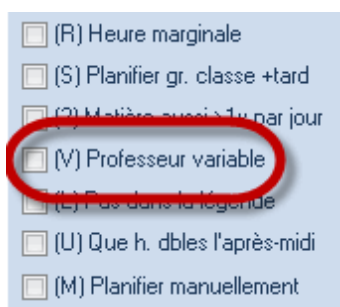 (R) Heure marginale
(S) Planifier gr. classe +tard
(2) Matière aussi >1x par jour
(V) Professeur variable
(L) Pas dans la légende
(U) Que h. dbles l'après-midi
(M) Planifier manuellement